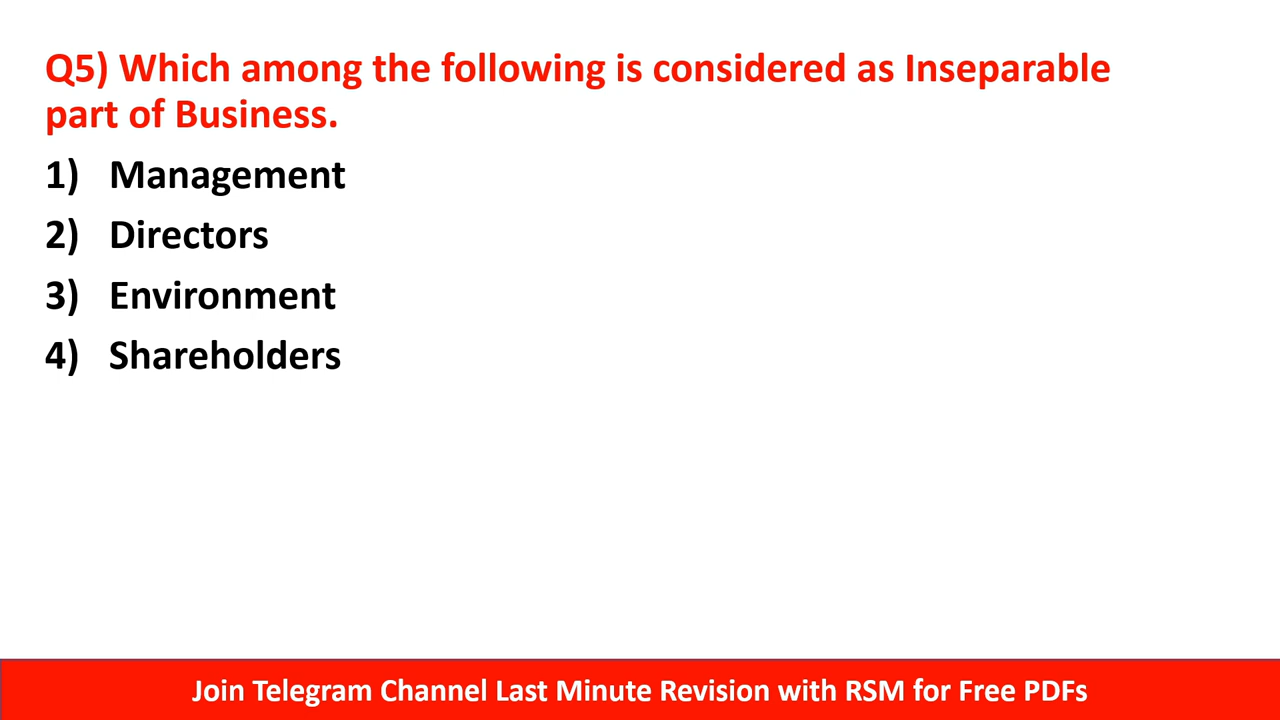 Q5) Which among the following is considered as Inseparable
part of Business.
1) Management
2) Directors
3) Environment
4) Shareholders
Join Telegram Channel Last Minute Revision with RSM for Free PDFs